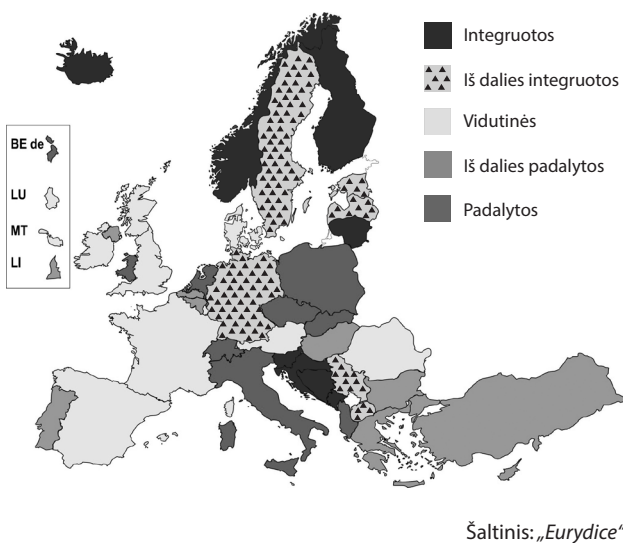 Integruotos
Iš dalies integruotos
Vidutinės
Iš dalies padalytos
Padalytos
BE de
LU
MT
LI
Šaltinis: „Eurydice“